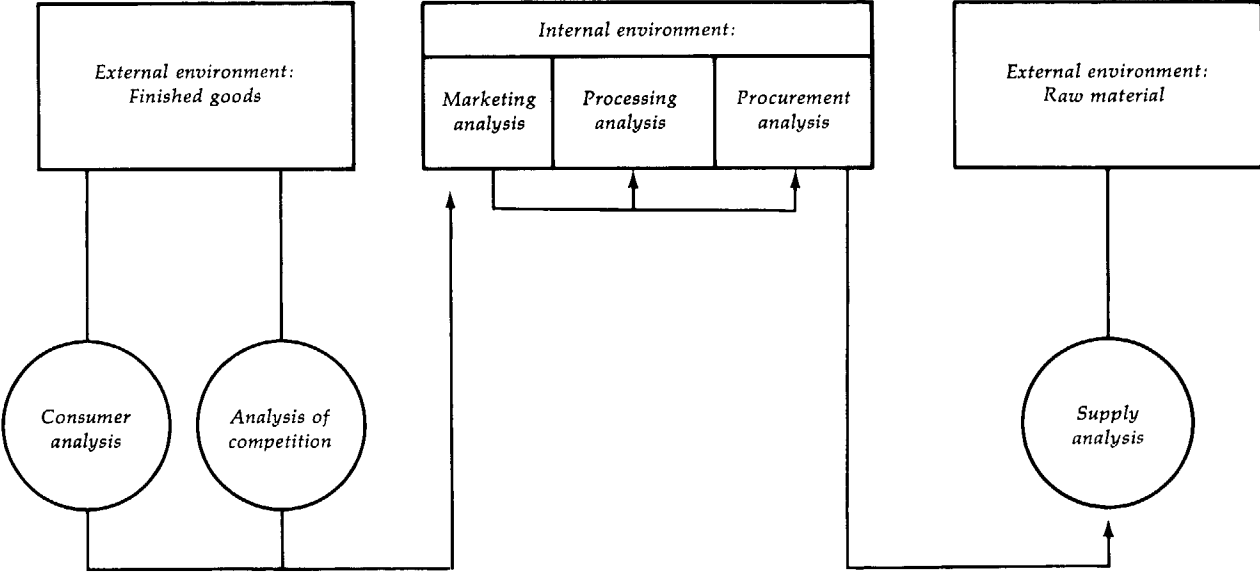 External environment:
Finished goods
Internal environment:
Marketing
analysis
Processing
analysis
Procurement
analysis
External environment:
Raw material
Consumer
analysis
Analysis of
competition
Supply
analysis